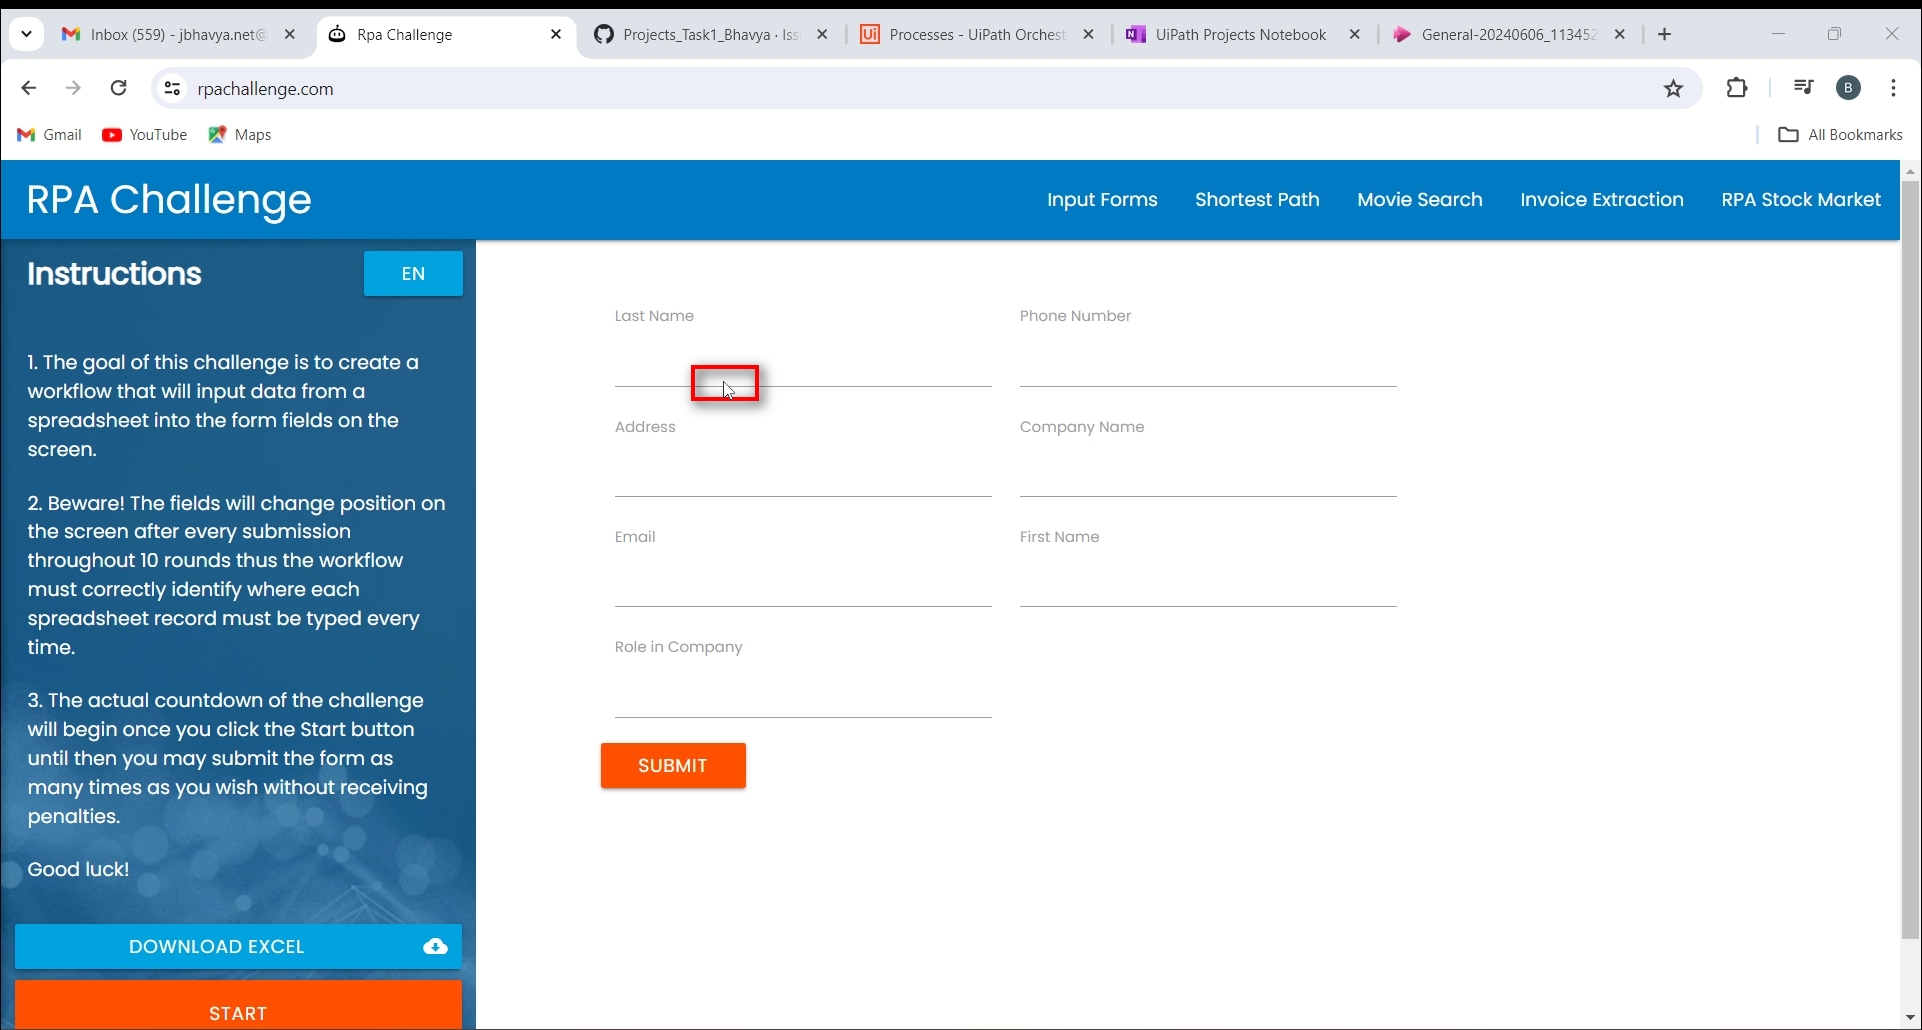 Inbox (559) - jbhavya.net@
Rpa Challenge
Projects_Task1_Bhavya · Iss
Processes - UiPath Orchest
UiPath Projects Notebook
General-20240606_113452
rpachallenge.com
B
Gmail
YouTube
Maps
All Bookmarks
RPA Challenge
Input Forms
Shortest Path
Movie Search
Invoice Extraction
RPA Stock Market
Instructions
EN
1. The goal of this challenge is to create a
workflow that will input data from a
spreadsheet into the form fields on the
screen.
2. Beware! The fields will change position on
the screen after every submission
throughout 10 rounds thus the workflow
must correctly identify where each
spreadsheet record must be typed every
time.
3. The actual countdown of the challenge
will begin once you click the Start button
until then you may submit the form as
many times as you wish without receiving
penalties.
Good luck!
DOWNLOAD EXCEL
START
Last Name
Phone Number
Address
Company Name
Email
First Name
Role in Company
SUBMIT